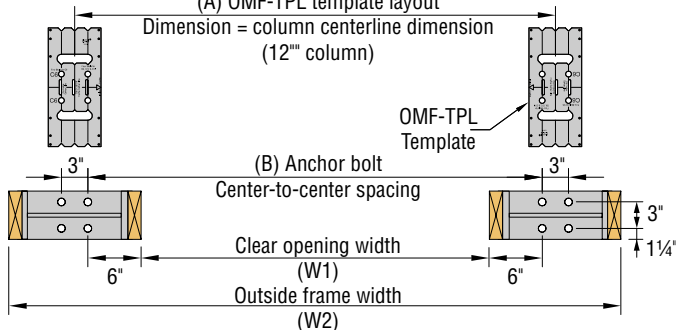 (A) OMF-TPL template layout
Dimension = column centerline dimension
(12"" column)
OMF-TPL
Template
3"
(B) Anchor bolt
3"
Center-to-center spacing
3"
Clear opening width
1¼"
6"
(W1)
6"
Outside frame width
(W2)